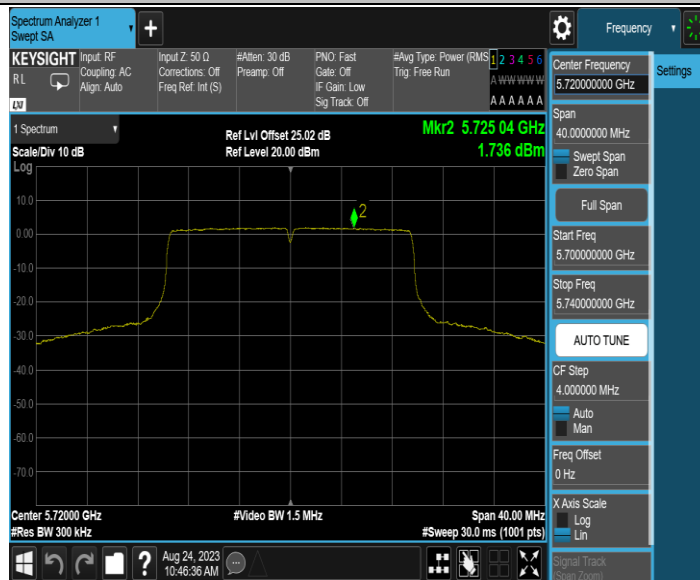 Spectrum Analyzer 1
Swept SA
+
Frequency
KEYSIGHT
RL
LXI
Input: RF
Coupling: AC
Align: Auto
Input Z: 50 Ω
Corrections: Off
Freq Ref: Int (S)
#Atten: 30 dB
Preamp: Off
PNO: Fast
Gate: Off
IF Gain: Low
Sig Track: Off
#Avg Type: Power (RMS
Trig: Free Run
1 2 3 4 5 6
A W W W W W
A A A A A A
1 Spectrum
Scale/Div 10 dB
Log
Ref Lvl Offset 25.02 dB
Ref Level 20.00 dBm
Mkr2 5.725 04 GHz
1.736 dBm
2
10.0
0.00
-10.0
-20.0
-30.0
-40.0
-50.0
-60.0
-70.0
Center 5.72000 GHz
#Res BW 300 kHz
#Video BW 1.5 MHz
Span 40.00 MHz
#Sweep 30.0 ms (1001 pts)
?
Aug 24, 2023
10:46:36 AM
Center Frequency
5.720000000 GHz
Settings
Span
40.0000000 MHz
Swept Span
Zero Span
Full Span
Start Freq
5.700000000 GHz
Stop Freq
5.740000000 GHz
AUTO TUNE
CF Step
4.000000 MHz
Auto
Man
Freq Offset
0 Hz
X Axis Scale
Log
Lin
Signal Track
(Span Zoom)